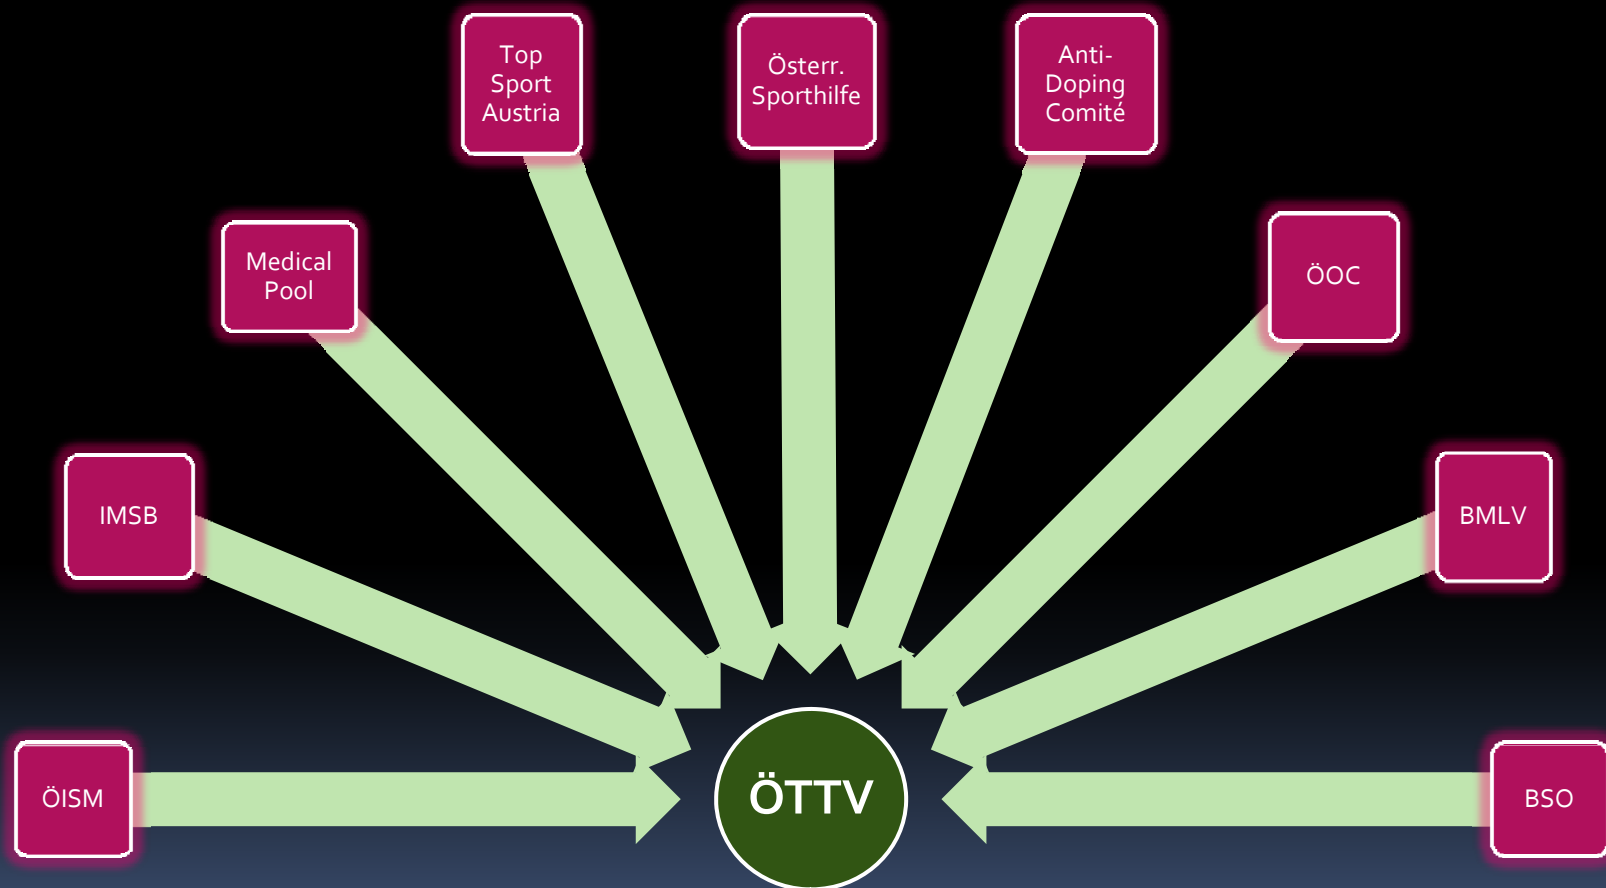 Top
Sport
Austria
Österr.
Sporthilfe
Anti-
Doping
Comité
Medical
Pool
ÖOC
IMSB
BMLV
ÖISM
ÖTTV
BSO